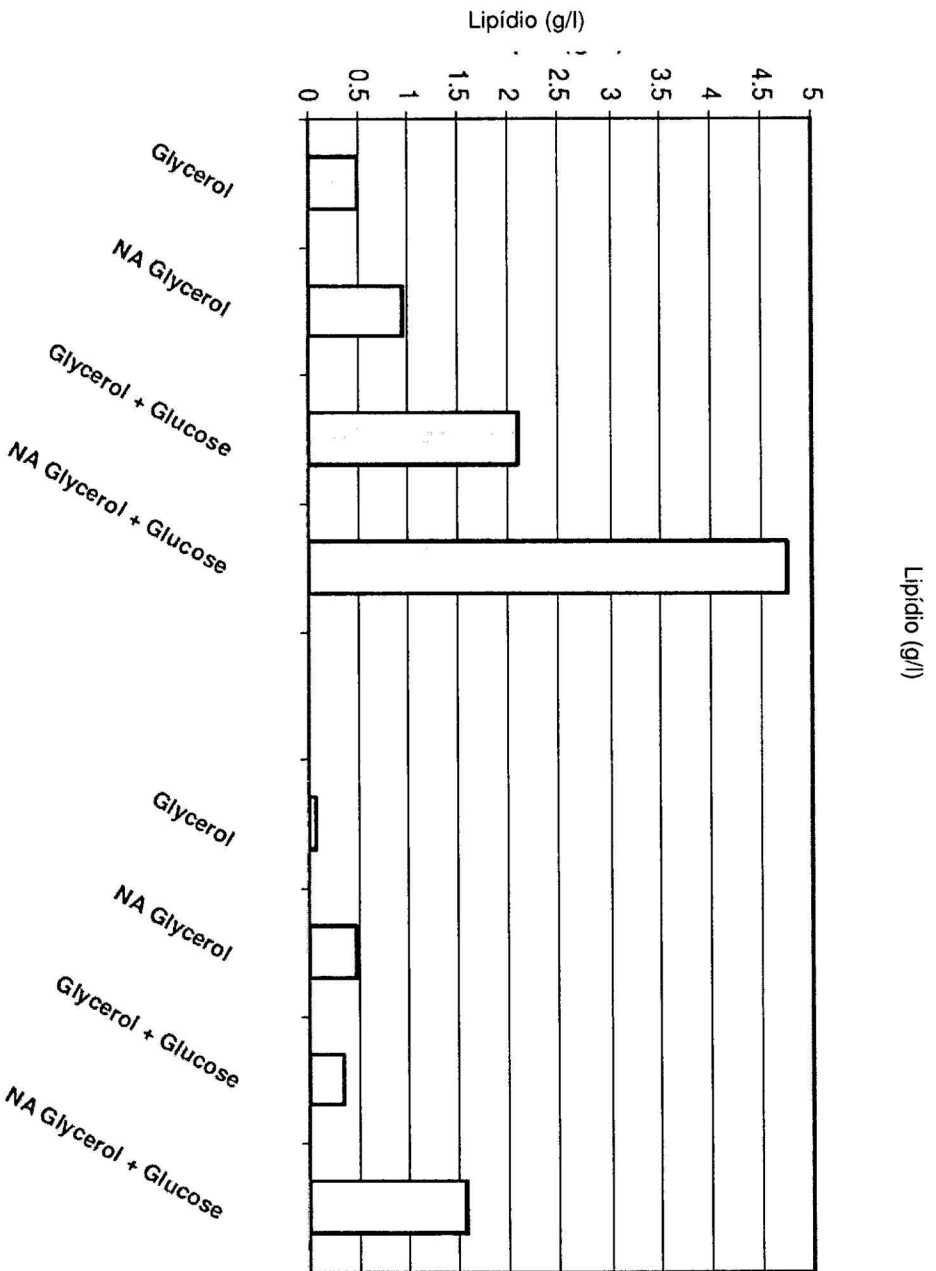 Lipídio (g/l)
Lipídio (g/l)
5
4.5
4
3.5
3
2.5
2
1.5
1
0.5
0
Glycerol
NA Glycerol
Glycerol + Glucose
NA Glycerol + Glucose
Glycerol
NA Glycerol
Glycerol + Glucose
NA Glycerol + Glucose